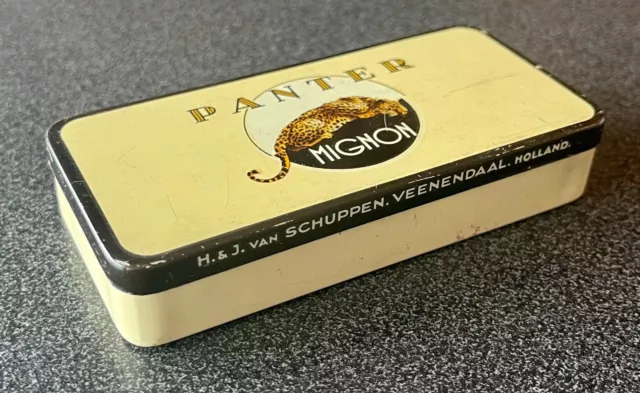 PANTER
MIGNON
H. & J. VAN SCHUPPEN. VEENENDAAL. HOLLAND.